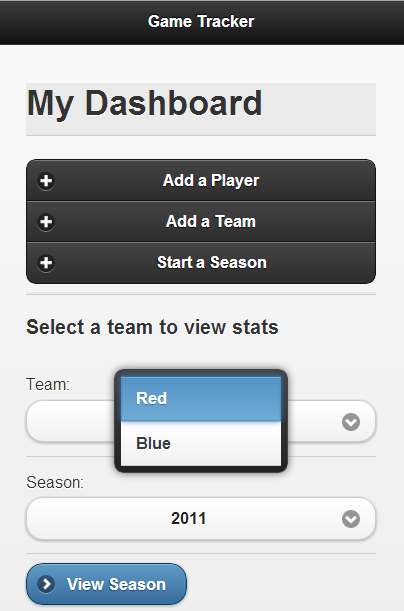 Game Tracker
My Dashboard
Add a Player
Add a Team
Start a Season
Select a team to view stats
Team:
Red
Blue
Season:
2011
View Season